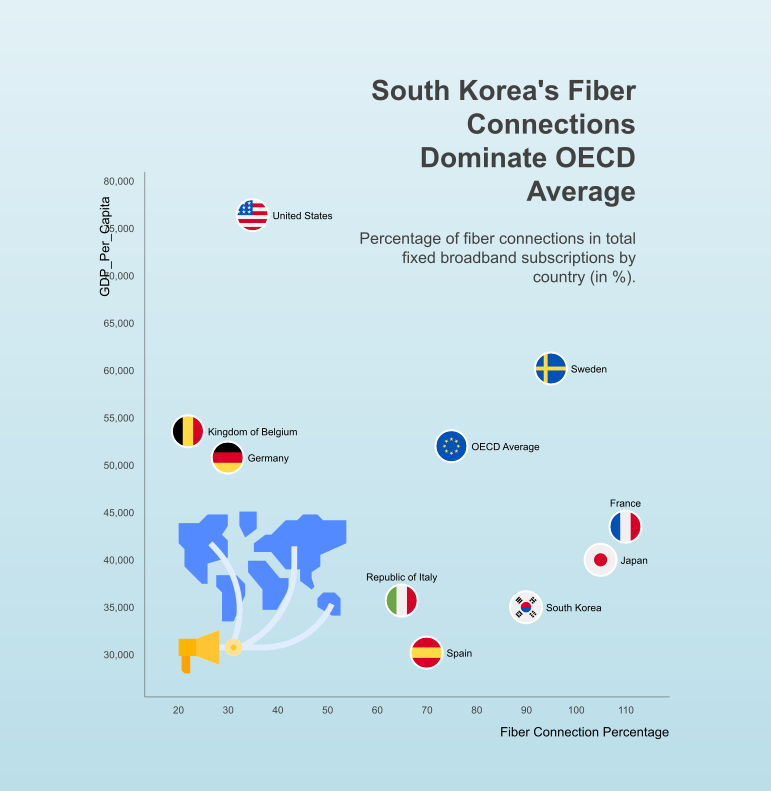 South Korea's Fiber
Connections
Dominate OECD
Average
Percentage of fiber connections in total
fixed broadband subscriptions by
country (in %).
GDP_Per_Capita
80,000
75,000
70,000
65,000
60,000
55,000
50,000
45,000
40,000
35,000
30,000
United States
Sweden
Kingdom of Belgium
OECD Average
Germany
France
Japan
Republic of Italy
South Korea
Spain
20 30 40 50 60 70 80 90 100 110
Fiber Connection Percentage